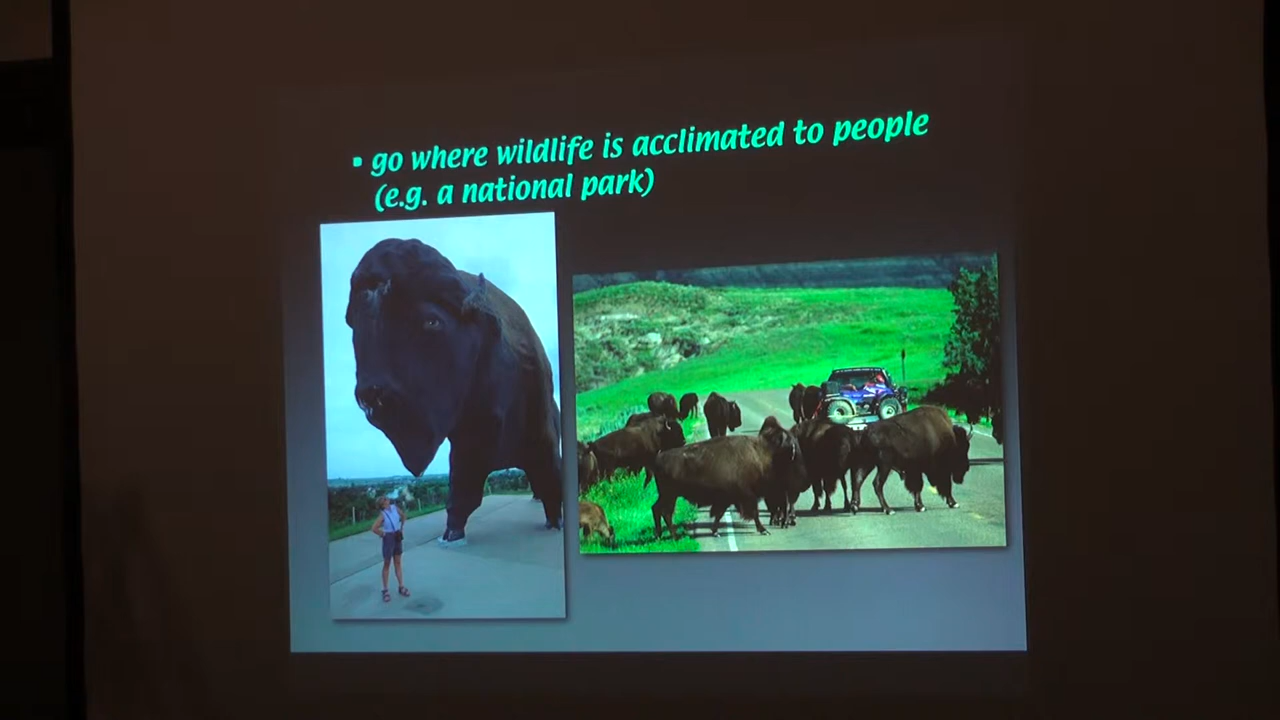 ▪ go where wildlife is acclimated to people
(e.g. a national park)